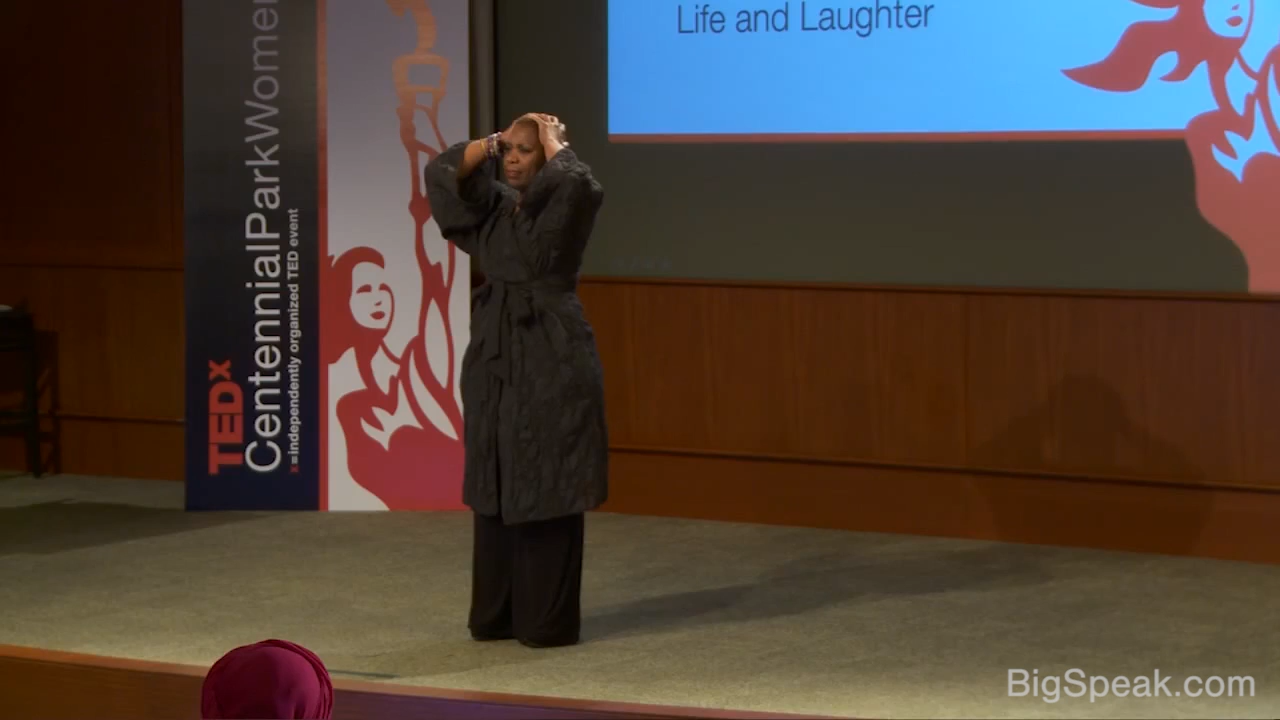 Life and Laughter
TEDx
CentennialParkWomen
x=independently organized TED event
BigSpeak.com